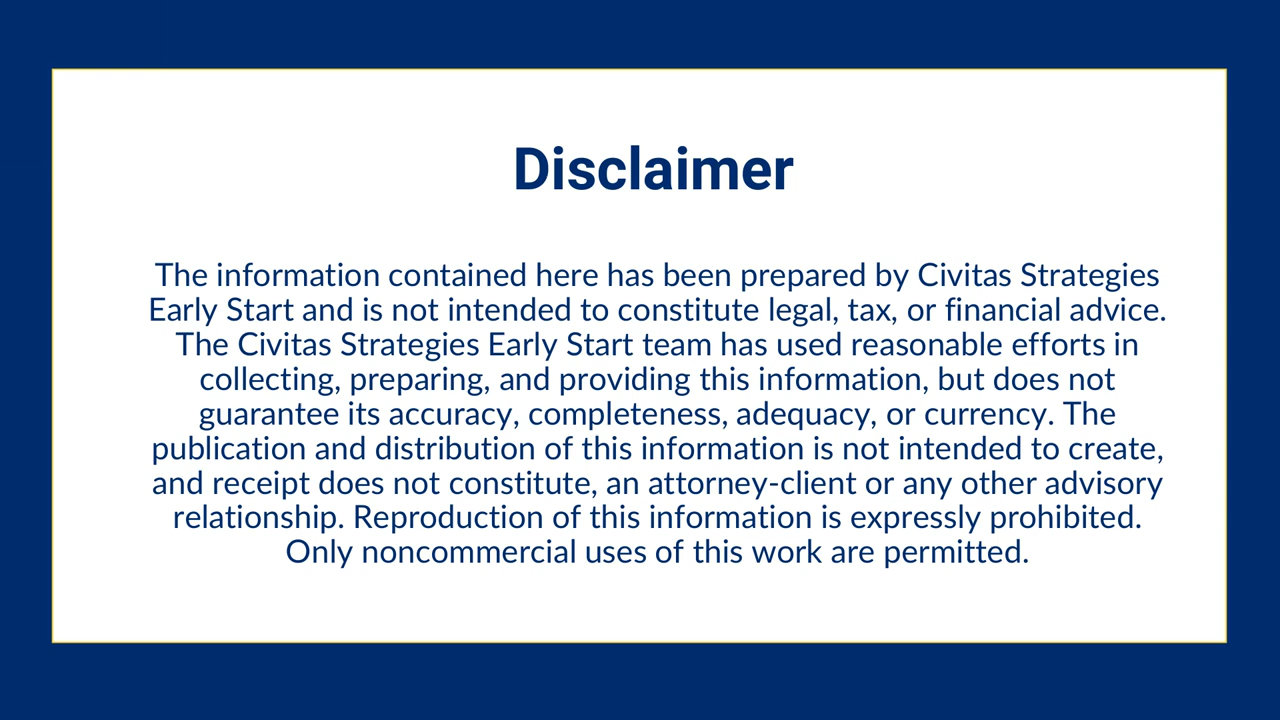 Disclaimer
The information contained here has been prepared by Civitas Strategies
Early Start and is not intended to constitute legal, tax, or financial advice.
The Civitas Strategies Early Start team has used reasonable efforts in
collecting, preparing, and providing this information, but does not
guarantee its accuracy, completeness, adequacy, or currency. The
publication and distribution of this information is not intended to create,
and receipt does not constitute, an attorney-client or any other advisory
relationship. Reproduction of this information is expressly prohibited.
Only noncommercial uses of this work are permitted.